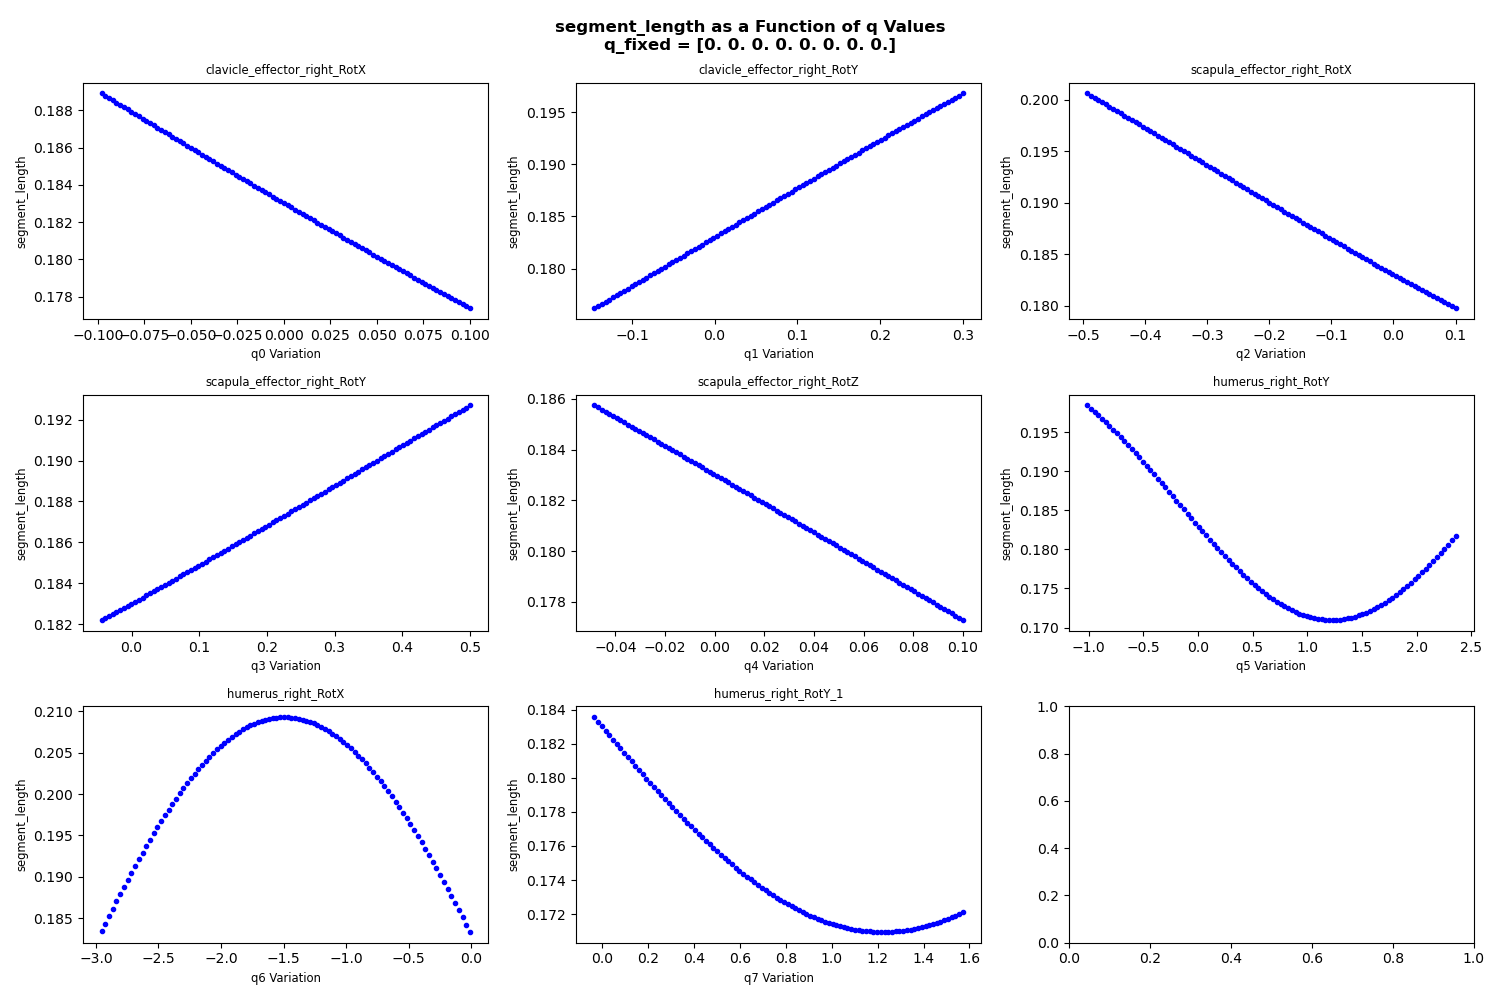 segment_length as a Function of q Values
q_fixed = [0. 0. 0. 0. 0. 0. 0. 0.]
clavicle_effector_right_RotX
segment_length
0.188
0.186
0.184
0.182
0.180
0.178
−0.100 −0.075 −0.050 −0.025 0.000 0.025 0.050 0.075 0.100
q0 Variation
clavicle_effector_right_RotY
segment_length
0.195
0.190
0.185
0.180
−0.1 0.0 0.1 0.2 0.3
q1 Variation
scapula_effector_right_RotX
segment_length
0.200
0.195
0.190
0.185
0.180
−0.5 −0.4 −0.3 −0.2 −0.1 0.0 0.1
q2 Variation
scapula_effector_right_RotY
segment_length
0.192
0.190
0.188
0.186
0.184
0.182
0.0 0.1 0.2 0.3 0.4 0.5
q3 Variation
scapula_effector_right_RotZ
segment_length
0.186
0.184
0.182
0.180
0.178
−0.04 −0.02 0.00 0.02 0.04 0.06 0.08 0.10
q4 Variation
humerus_right_RotY
segment_length
0.195
0.190
0.185
0.180
0.175
0.170
−1.0 −0.5 0.0 0.5 1.0 1.5 2.0 2.5
q5 Variation
humerus_right_RotX
segment_length
0.210
0.205
0.200
0.195
0.190
0.185
−3.0 −2.5 −2.0 −1.5 −1.0 −0.5 0.0
q6 Variation
humerus_right_RotY_1
segment_length
0.184
0.182
0.180
0.178
0.176
0.174
0.172
0.0 0.2 0.4 0.6 0.8 1.0 1.2 1.4 1.6
q7 Variation
1.0
0.8
0.6
0.4
0.2
0.0
0.0 0.2 0.4 0.6 0.8 1.0